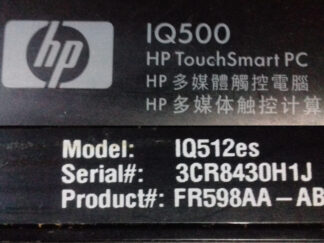 hp
IQ500
HP TouchSmart PC
HP 多媒體觸控電腦
HP 多媒体触控计算
Model: IQ512es
Serial#: 3CR8430H1J
Product#: FR598AA-AB